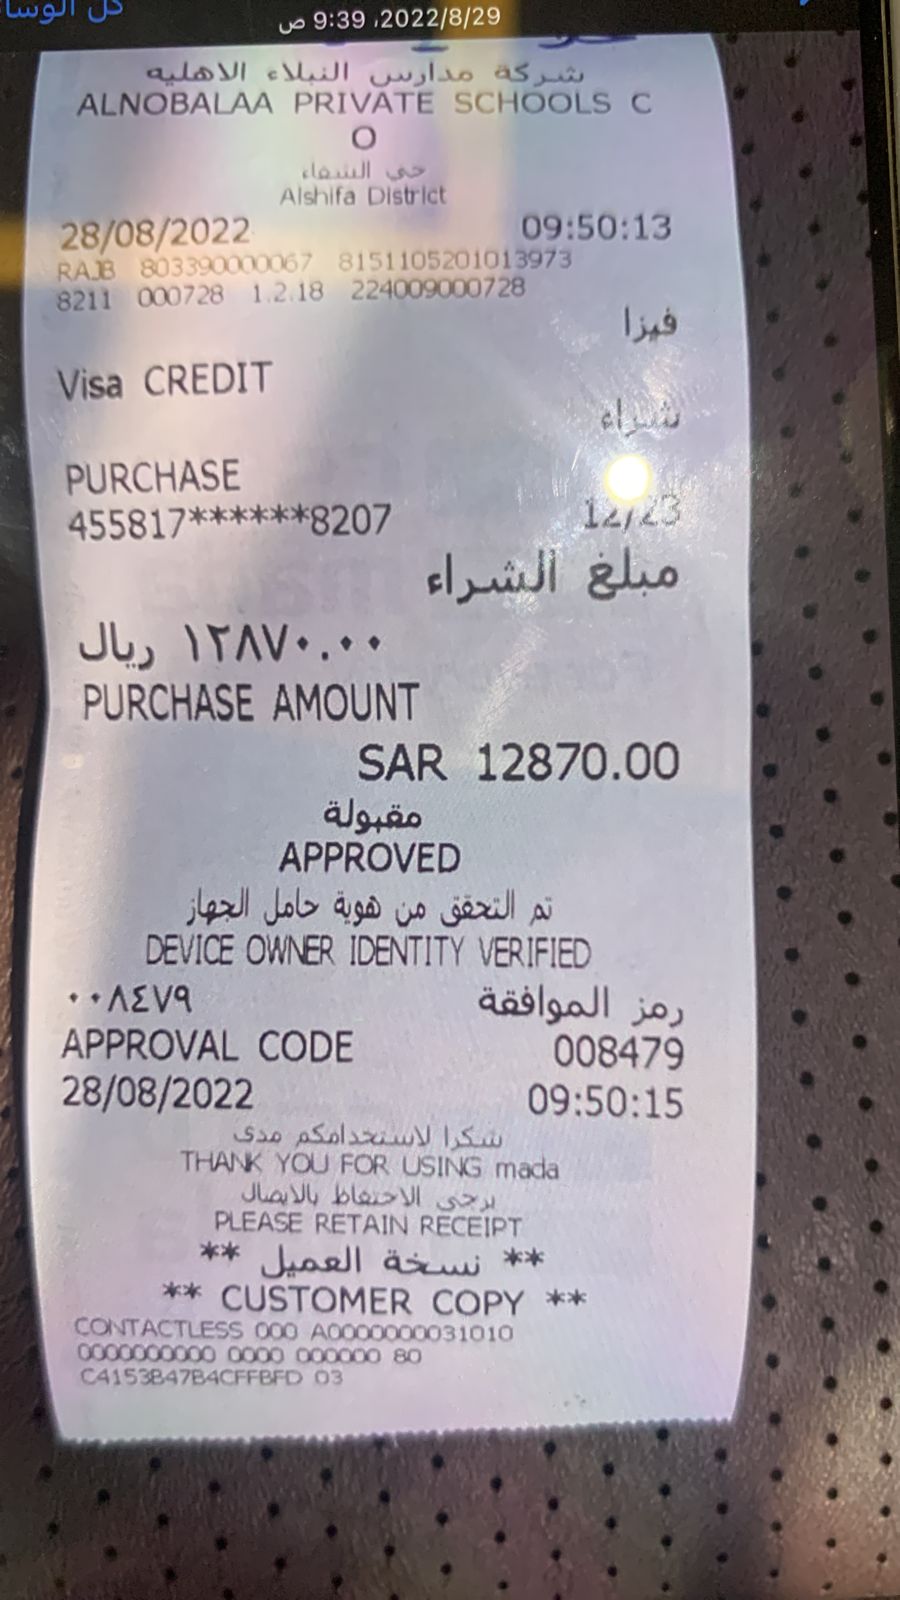 2022/8/29، 9:39 ص
شركة مدارس النبلاء الاهليه
ALNOBALAA PRIVATE SCHOOLS C
O
حي الشفاء
Alshifa District
28/08/2022 09:50:13
RAJB 803390000067 8151105201013973
8211 000728 1.2.18 224009000728
فيزا
Visa CREDIT
شراء
PURCHASE
455817******8207 12/23
مبلغ الشراء
١٢٨٧٠.٠٠ ريال
PURCHASE AMOUNT
SAR 12870.00
مقبولة
APPROVED
تم التحقق من هوية حامل الجهاز
DEVICE OWNER IDENTITY VERIFIED
رمز الموافقة ٠٠٨٤٧٩
APPROVAL CODE 008479
28/08/2022 09:50:15
شكرا لاستخدامكم مدى
THANK YOU FOR USING mada
يرجى الاحتفاظ بالايصال
PLEASE RETAIN RECEIPT
** نسخة العميل **
** CUSTOMER COPY **
CONTACTLESS 000 A0000000031010
0000000000 0000 000000 80
C4153B47B4CFFBFD 03